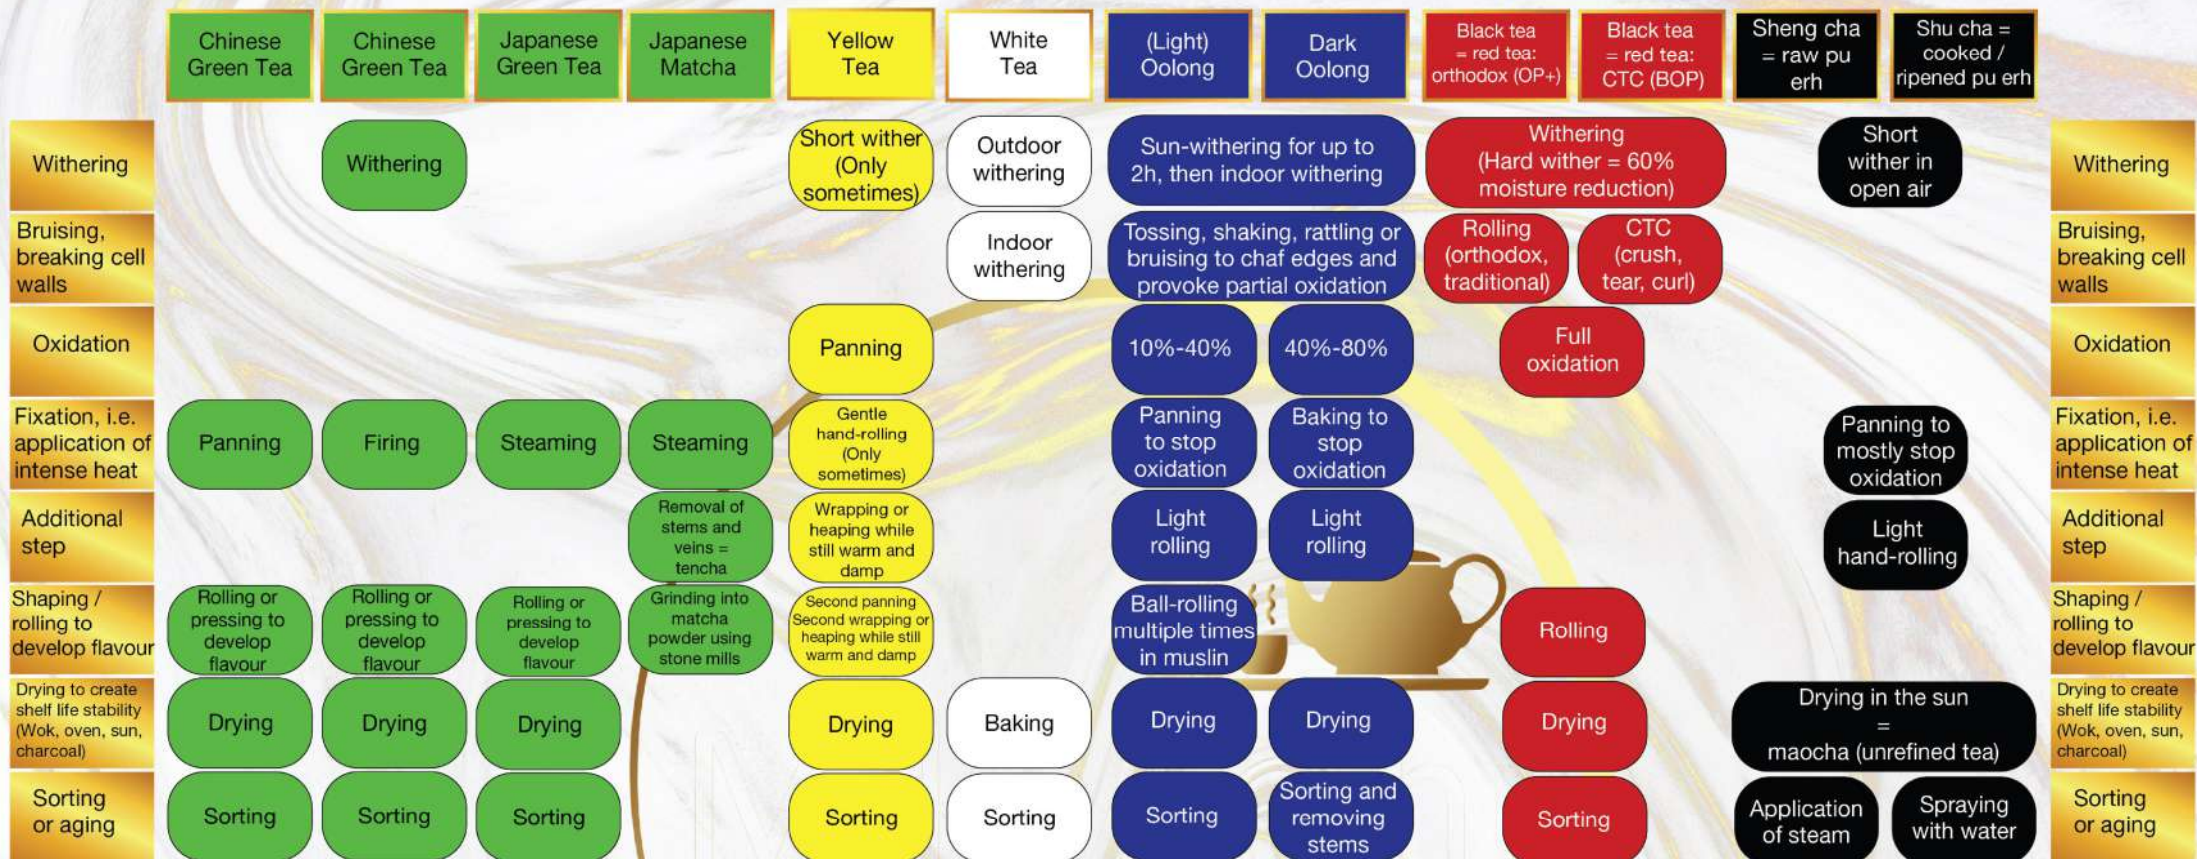 Chinese
Green Tea
Chinese
Green Tea
Japanese
Green Tea
Japanese
Matcha
Yellow
Tea
White
Tea
(Light)
Oolong
Dark
Oolong
Black tea
= red tea:
orthodox (OP+)
Black tea
= red tea:
CTC (BOP)
Sheng cha
= raw pu
erh
Shu cha =
cooked /
ripened pu erh
Withering
Withering
Short wither
(Only
sometimes)
Outdoor
withering
Sun-withering for up to
2h, then indoor withering
Withering
(Hard wither = 60%
moisture reduction)
Short
wither in
open air
Withering
Bruising,
breaking cell
walls
Indoor
withering
Tossing, shaking, rattling or
bruising to chaf edges and
provoke partial oxidation
Rolling
(orthodox,
traditional)
CTC
(crush,
tear, curl)
Bruising,
breaking cell
walls
Oxidation
Panning
10%-40%
40%-80%
Full
oxidation
Oxidation
Fixation, i.e.
application of
intense heat
Panning
Firing
Steaming
Steaming
Gentle
hand-rolling
(Only
sometimes)
Panning
to stop
oxidation
Baking to
stop
oxidation
Panning to
mostly stop
oxidation
Fixation, i.e.
application of
intense heat
Additional
step
Removal of
stems and
veins =
tencha
Wrapping or
heaping while
still warm and
damp
Light
rolling
Light
rolling
Light
hand-rolling
Additional
step
Shaping /
rolling to
develop flavour
Rolling or
pressing to
develop
flavour
Rolling or
pressing to
develop
flavour
Rolling or
pressing to
develop
flavour
Grinding into
matcha
powder using
stone mills
Second panning
Second wrapping or
heaping while still
warm and damp
Ball-rolling
multiple times
in muslin
Rolling
Shaping /
rolling to
develop flavour
Drying to create
shelf life stability
(Wok, oven, sun,
charcoal)
Drying
Drying
Drying
Drying
Baking
Drying
Drying
Drying
Drying in the sun
=
maocha (unrefined tea)
Drying to create
shelf life stability
(Wok, oven, sun,
charcoal)
Sorting
or aging
Sorting
Sorting
Sorting
Sorting
Sorting
Sorting
Sorting and
removing
stems
Sorting
Application
of steam
Spraying
with water
Sorting
or aging